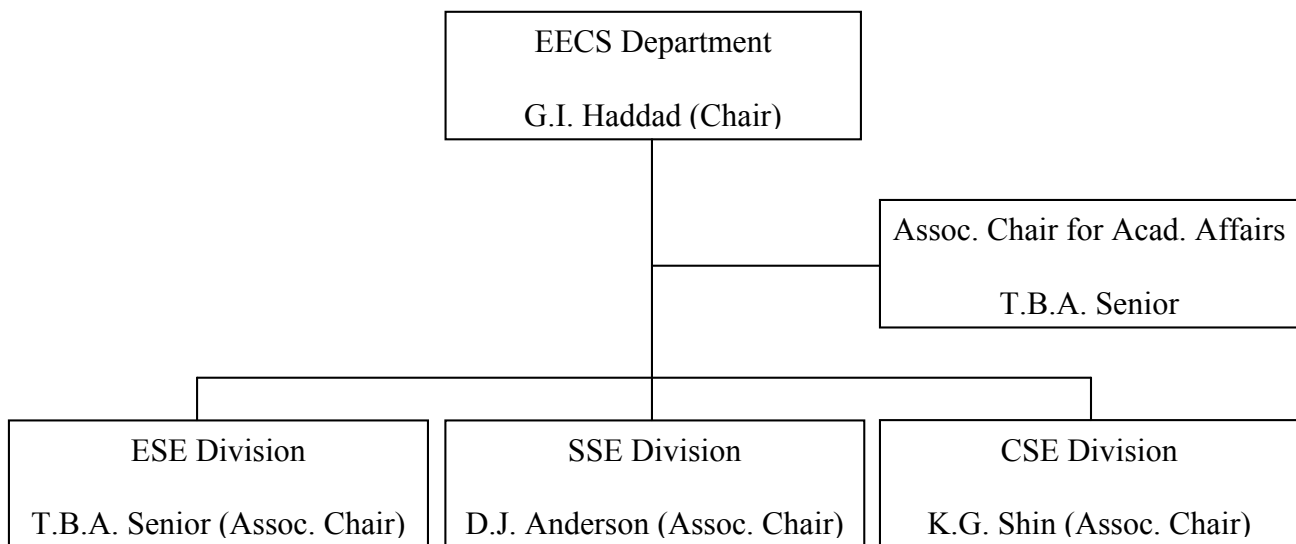 EECS Department
G.I. Haddad (Chair)
Assoc. Chair for Acad. Affairs
T.B.A. Senior
ESE Division
T.B.A. Senior (Assoc. Chair)
SSE Division
D.J. Anderson (Assoc. Chair)
CSE Division
K.G. Shin (Assoc. Chair)